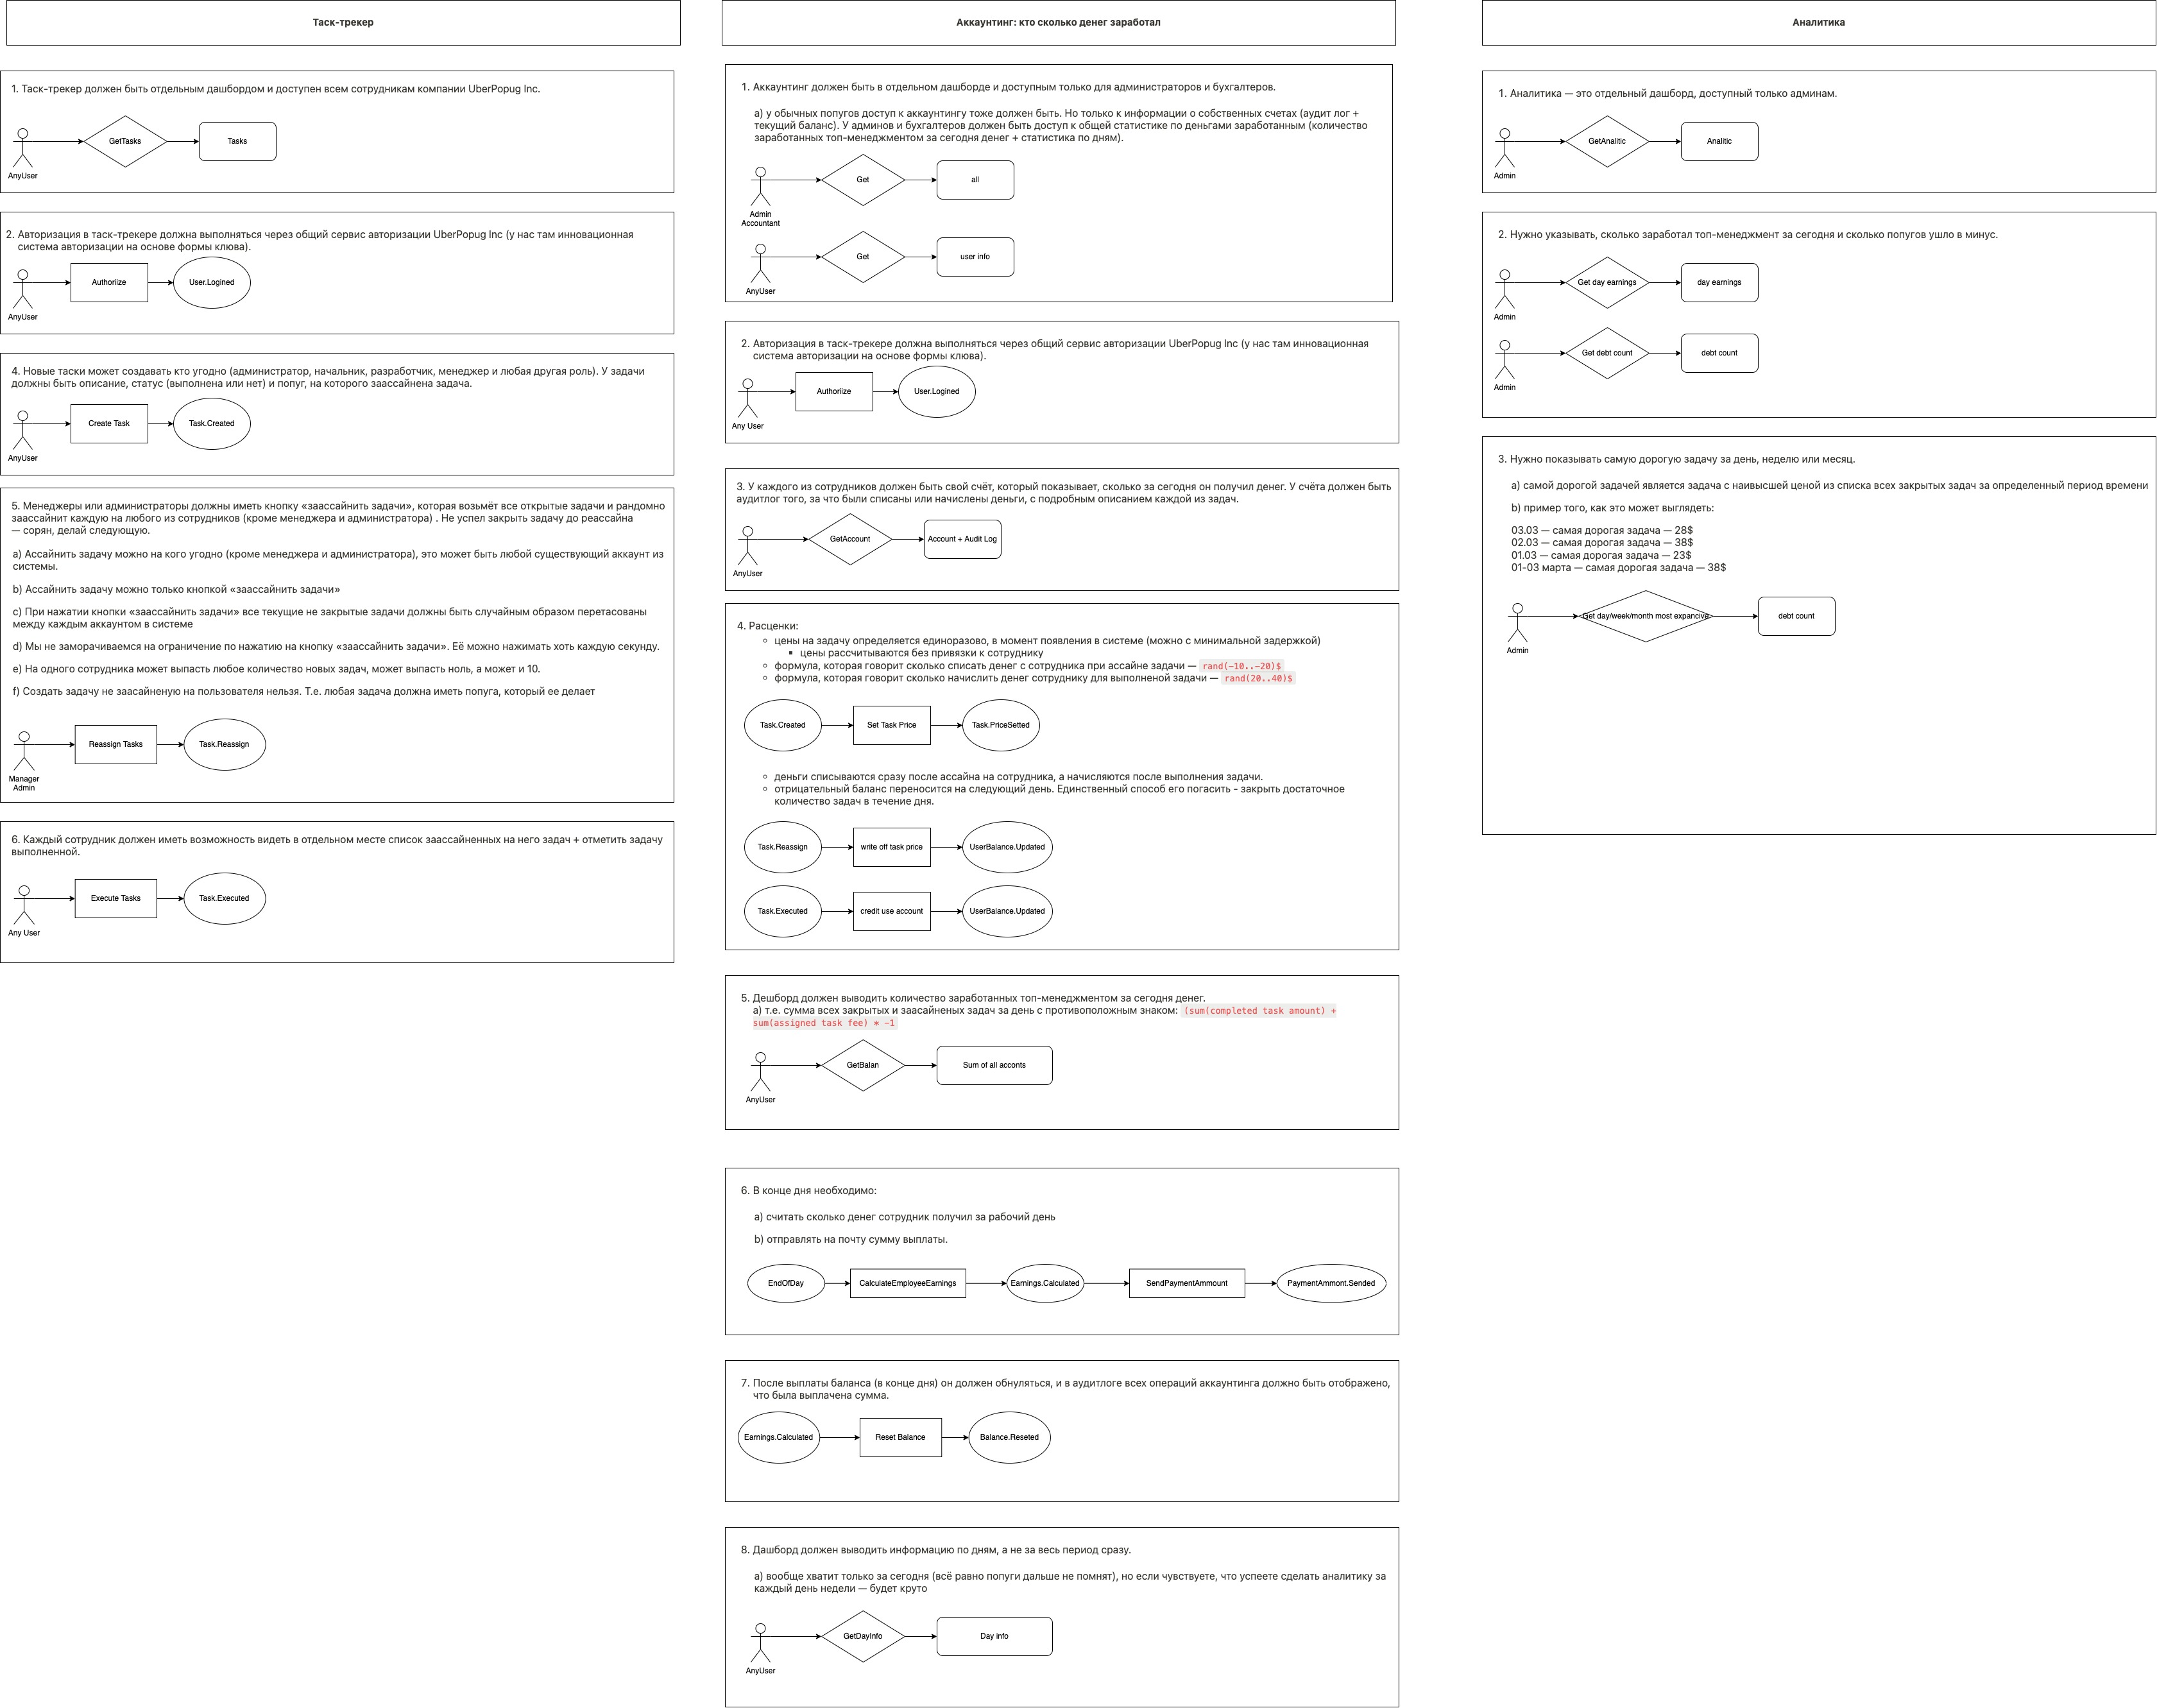 Таск-трекер
1. Таск-трекер должен быть отдельным дашбордом и доступен всем сотрудникам компании UberPopug Inc.
GetTasks
Tasks
AnyUser
2. Авторизация в таск-трекере должна выполняться через общий сервис авторизации UberPopug Inc (у нас там инновационная
система авторизации на основе формы клюва).
Authoriize
User.Logined
AnyUser
4. Новые таски может создавать кто угодно (администратор, начальник, разработчик, менеджер и любая другая роль). У задачи
должны быть описание, статус (выполнена или нет) и попуг, на которого заассайнена задача.
Create Task
Task.Created
AnyUser
5. Менеджеры или администраторы должны иметь кнопку «заассайнить задачи», которая возьмёт все открытые задачи и рандомно
заассайнит каждую на любого из сотрудников (кроме менеджера и администратора) . Не успел закрыть задачу до реассайна
— сорян, делай следующую.
a) Ассайнить задачу можно на кого угодно (кроме менеджера и администратора), это может быть любой существующий аккаунт из
системы.
b) Ассайнить задачу можно только кнопкой «заассайнить задачи»
c) При нажатии кнопки «заассайнить задачи» все текущие не закрытые задачи должны быть случайным образом перетасованы
между каждым аккаунтом в системе
d) Мы не заморачиваемся на ограничение по нажатию на кнопку «заассайнить задачи». Её можно нажимать хоть каждую секунду.
e) На одного сотрудника может выпасть любое количество новых задач, может выпасть ноль, а может и 10.
f) Создать задачу не заасайненую на пользователя нельзя. Т.е. любая задача должна иметь попуга, который ее делает
Reassign Tasks
Task.Reassign
Manager
Admin
6. Каждый сотрудник должен иметь возможность видеть в отдельном месте список заассайненных на него задач + отметить задачу
выполненной.
Execute Tasks
Task.Executed
Any User
Аккаунтинг: кто сколько денег заработал
1. Аккаунтинг должен быть в отдельном дашборде и доступным только для администраторов и бухгалтеров.
a) у обычных попугов доступ к аккаунтингу тоже должен быть. Но только к информации о собственных счетах (аудит лог +
текущий баланс). У админов и бухгалтеров должен быть доступ к общей статистике по деньгами заработанным (количество
заработанных топ-менеджментом за сегодня денег + статистика по дням).
Get
all
Admin
Accountant
Get
user info
AnyUser
2. Авторизация в таск-трекере должна выполняться через общий сервис авторизации UberPopug Inc (у нас там инновационная
система авторизации на основе формы клюва).
Authoriize
User.Logined
Any User
3. У каждого из сотрудников должен быть свой счёт, который показывает, сколько за сегодня он получил денег. У счёта должен быть
аудитлог того, за что были списаны или начислены деньги, с подробным описанием каждой из задач.
GetAccount
Account + Audit Log
AnyUser
4. Расценки:
◦ цены на задачу определяется единоразово, в момент появления в системе (можно с минимальной задержкой)
▪ цены рассчитываются без привязки к сотруднику
◦ формула, которая говорит сколько списать денег с сотрудника при ассайне задачи — rand(-10..-20)$
◦ формула, которая говорит сколько начислить денег сотруднику для выполненой задачи — rand(20..40)$
Task.Created
Set Task Price
Task.PriceSetted
◦ деньги списываются сразу после ассайна на сотрудника, а начисляются после выполнения задачи.
◦ отрицательный баланс переносится на следующий день. Единственный способ его погасить - закрыть достаточное
количество задач в течение дня.
Task.Reassign
write off task price
UserBalance.Updated
Task.Executed
credit use account
UserBalance.Updated
5. Дешборд должен выводить количество заработанных топ-менеджментом за сегодня денег.
a) т.е. сумма всех закрытых и заасайненых задач за день с противоположным знаком: (sum(completed task amount) +
sum(assigned task fee) * -1
GetBalan
Sum of all acconts
AnyUser
6. В конце дня необходимо:
a) считать сколько денег сотрудник получил за рабочий день
b) отправлять на почту сумму выплаты.
EndOfDay
CalculateEmployeeEarnings
Earnings.Calculated
SendPaymentAmmount
PaymentAmmont.Sended
7. После выплаты баланса (в конце дня) он должен обнуляться, и в аудитлоге всех операций аккаунтинга должно быть отображено,
что была выплачена сумма.
Earnings.Calculated
Reset Balance
Balance.Reseted
8. Дашборд должен выводить информацию по дням, а не за весь период сразу.
a) вообще хватит только за сегодня (всё равно попуги дальше не помнят), но если чувствуете, что успеете сделать аналитику за
каждый день недели — будет круто
GetDayInfo
Day info
AnyUser
Аналитика
1. Аналитика — это отдельный дашборд, доступный только админам.
GetAnalitic
Analitic
Admin
2. Нужно указывать, сколько заработал топ-менеджмент за сегодня и сколько попугов ушло в минус.
Get day earnings
day earnings
Admin
Get debt count
debt count
Admin
3. Нужно показывать самую дорогую задачу за день, неделю или месяц.
a) самой дорогой задачей является задача с наивысшей ценой из списка всех закрытых задач за определенный период времени
b) пример того, как это может выглядеть:
03.03 — самая дорогая задача — 28$
02.03 — самая дорогая задача — 38$
01.03 — самая дорогая задача — 23$
01-03 марта — самая дорогая задача — 38$
Get day/week/month most expancive
debt count
Admin